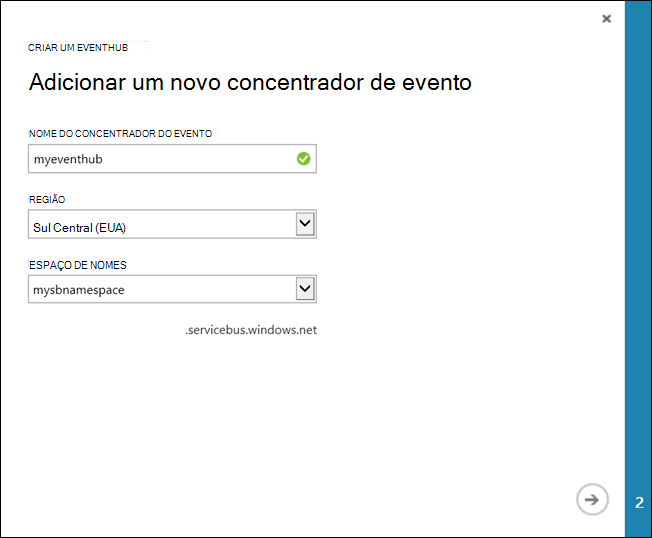 CRIAR UM EVENTHUB
Adicionar um novo concentrador de evento
NOME DO CONCENTRADOR DO EVENTO
myeventhub
REGIÃO
Sul Central (EUA)
ESPAÇO DE NOMES
mysbnamespace
.servicebus.windows.net
2